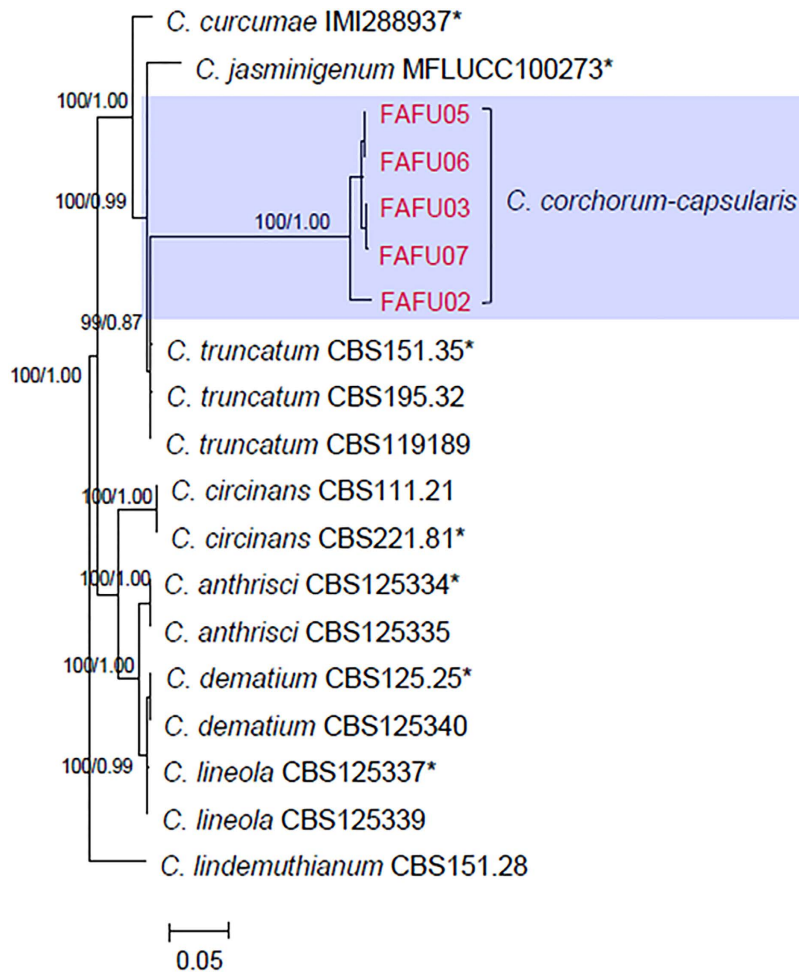 C. curcumae IMI288937*
C. jasminigenum MFLUCC100273*
100/1.00
FAFU05
FAFU06
100/0.99
FAFU03
C. corchorum-capsularis
100/1.00
FAFU07
FAFU02
99/0.87
C. truncatum CBS151.35*
100/1.00
C. truncatum CBS195.32
C. truncatum CBS119189
100/1.00
C. circinans CBS111.21
C. circinans CBS221.81*
100/1.00
C. anthrisci CBS125334*
C. anthrisci CBS125335
100/1.00
C. dematium CBS125.25*
C. dematium CBS125340
100/0.99
C. lineola CBS125337*
C. lineola CBS125339
C. lindemuthianum CBS151.28
0.05